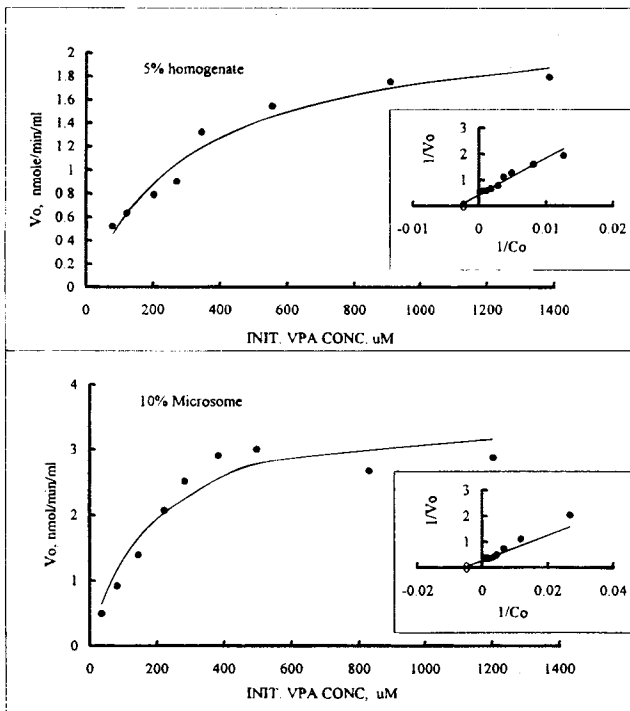 5% homogenate
Vo, nmole/min/ml
2
1.8
1.6
1.4
1.2
1
0.8
0.6
0 4
0 2
0
0 200 400 600 800 1000 1200 1400
INIT. VPA CONC, uM
1/Vo
3
2
1
0
-0 01 0 0.01 0.02
1/Co
10% Microsome
Vo, nmol/min/ml
4
3
2
1
0
0 200 400 600 800 1000 1200 1400
INIT. VPA CONC, uM
1/Vo
3
2
1
0
-0.02 0 0.02 0.04
1/Co